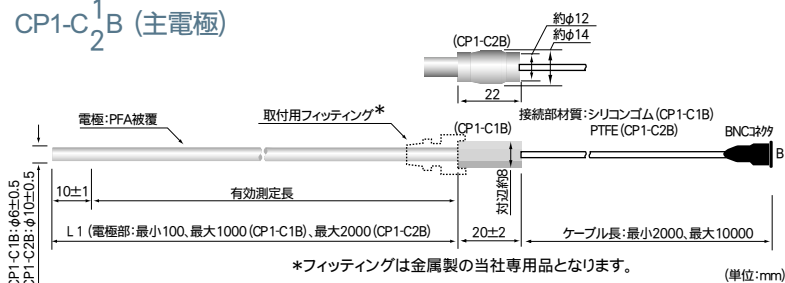 CP1-C1/2B (主電極)
約φ12
約φ14
(CP1-C2B)
22
電極:PFA被覆
取付用フィッティング*
(CP1-C1B)
接続部材質:シリコンゴム(CP1-C1B)
PTFE(CP1-C2B)
BNCコネクタ
B
対辺約8
10±1
有効測定長
L1(電極部:最小100、最大1000(CP1-C1B)、最大2000(CP1-C2B)
20±2
ケーブル長:最小2000、最大10000
CP1-C1B:φ6±0.5
CP1-C2B:φ10±0.5
*フィッティングは金属製の当社専用品となります。
(単位:mm)